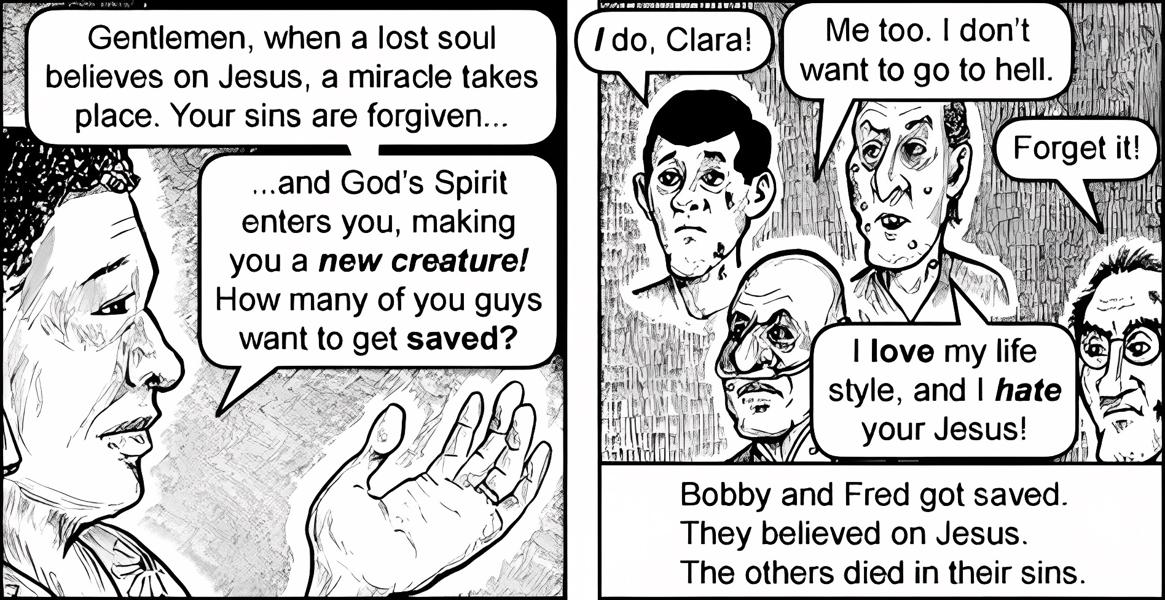 Gentlemen, when a lost soul
believes on Jesus, a miracle takes
place. Your sins are forgiven...
...and God's Spirit
enters you, making
you a new creature!
How many of you guys
want to get saved?
I do, Clara!
Me too. I don't
want to go to hell.
Forget it!
I love my life
style, and I hate
your Jesus!
Bobby and Fred got saved.
They believed on Jesus.
The others died in their sins.